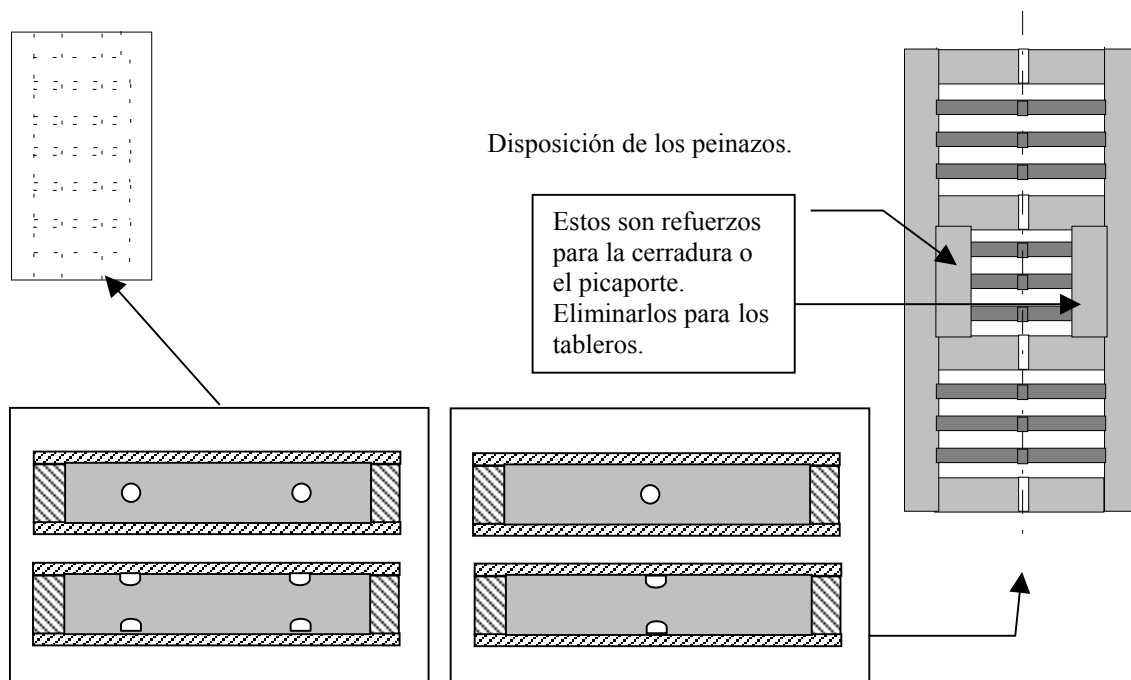 Disposición de los peinazos.
Estos son refuerzos
para la cerradura o
el picaporte.
Eliminarlos para los
tableros.